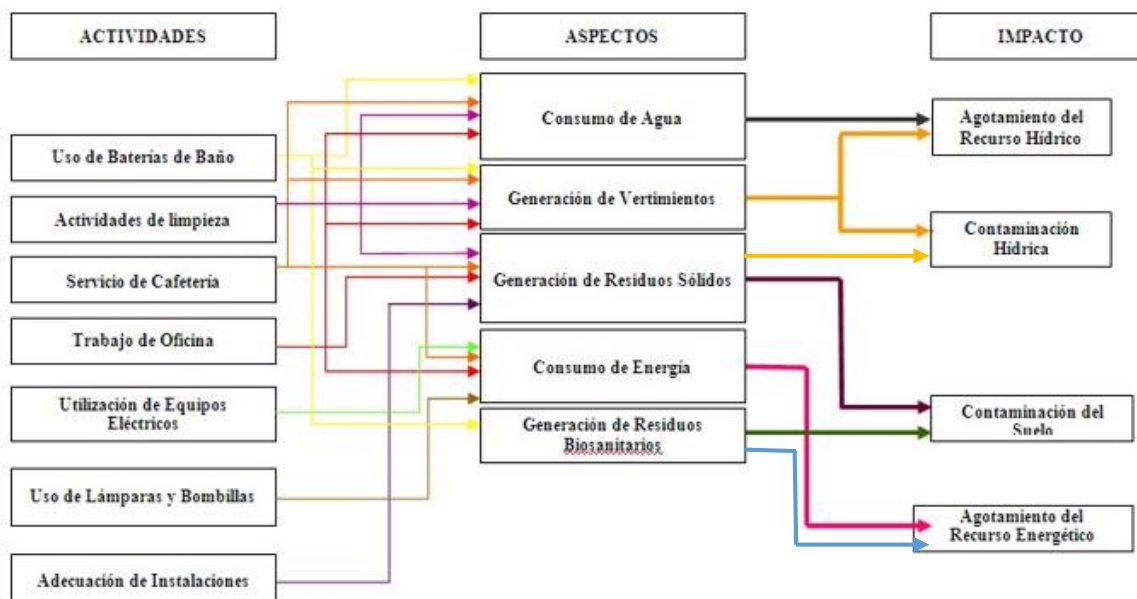 ACTIVIDADES
ASPECTOS
IMPACTO
Uso de Baterías de Baño
Actividades de limpieza
Servicio de Cafetería
Trabajo de Oficina
Utilización de Equipos
Eléctricos
Uso de Lámparas y Bombillas
Adecuación de Instalaciones
Consumo de Agua
Generación de Vertimientos
Generación de Residuos Sólidos
Consumo de Energía
Generación de Residuos
Biosanitarios
Agotamiento del
Recurso Hídrico
Contaminación
Hídrica
Contaminación del
Suelo
Agotamiento del
Recurso Energético